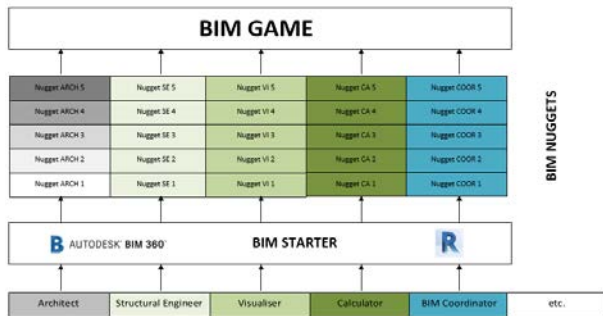 BIM GAME
Nugget ARCH 5 Nugget SE 5 Nugget VI 5 Nugget CA 5 Nugget COOR 5
Nugget ARCH 4 Nugget SE 4 Nugget VI 4 Nugget CA 4 Nugget COOR 4
Nugget ARCH 3 Nugget SE 3 Nugget VI 3 Nugget CA 3 Nugget COOR 3
Nugget ARCH 2 Nugget SE 2 Nugget VI 2 Nugget CA 2 Nugget COOR 2
Nugget ARCH 1 Nugget SE 1 Nugget VI 1 Nugget CA 1 Nugget COOR 1
BIM NUGGETS
B AUTODESK® BIM 360™ BIM STARTER R
Architect Structural Engineer Visualiser Calculator BIM Coordinator etc.